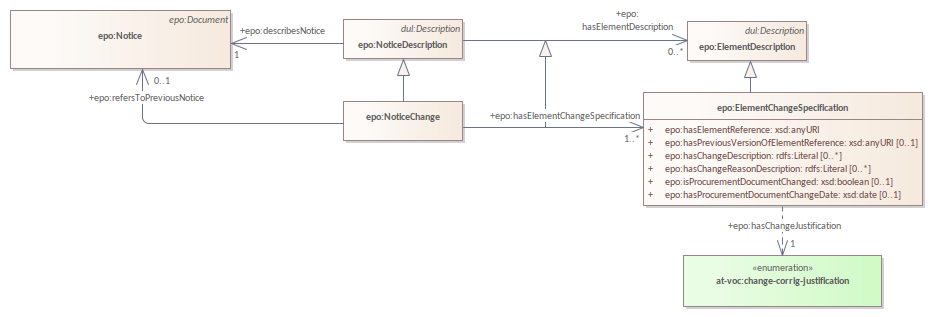 epo:Document
epo:Notice
+epo:describesNotice
1
dul:Description
epo:NoticeDescription
+epo:
hasElementDescription
0..*
dul:Description
epo:ElementDescription
0..1
+epo:refersToPreviousNotice
epo:NoticeChange
+epo:hasElementChangeSpecification
1..*
epo:ElementChangeSpecification
+ epo:hasElementReference: xsd:anyURI
+ epo:hasPreviousVersionOfElementReference: xsd:anyURI [0..1]
+ epo:hasChangeDescription: rdfs:Literal [0..*]
+ epo:hasChangeReasonDescription: rdfs:Literal [0..*]
+ epo:isProcurementDocumentChanged: xsd:boolean [0..1]
+ epo:hasProcurementDocumentChangeDate: xsd:date [0..1]
+epo:hasChangeJustification
1
«enumeration»
at-voc:change-corrig-justification